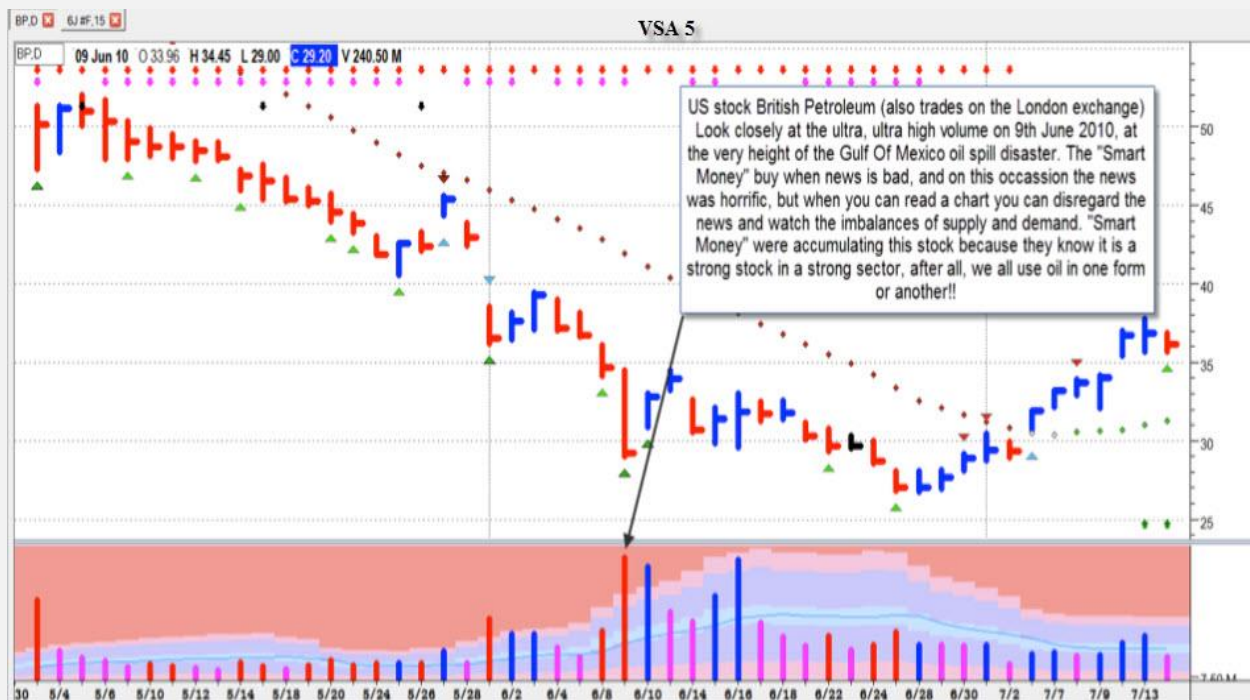 BP,D 6J #F,15
VSA 5
BP,D 09 Jun 10 O 33.96 H 34.45 L 29.00 C 29.20 V 240.50 M
US stock British Petroleum (also trades on the London exchange)
Look closely at the ultra, ultra high volume on 9th June 2010, at
the very height of the Gulf Of Mexico oil spill disaster. The "Smart
Money" buy when news is bad, and on this occassion the news
was horrific, but when you can read a chart you can disregard the
news and watch the imbalances of supply and demand. "Smart
Money" were accumulating this stock because they know it is a
strong stock in a strong sector, after all, we all use oil in one form
or another!!
50
45
40
35
30
25
7.50 M
30 5/4 5/6 5/10 5/12 5/14 5/18 5/20 5/24 5/26 5/28 6/2 6/4 6/8 6/10 6/14 6/16 6/18 6/22 6/24 6/28 6/30 7/2 7/7 7/9 7/13